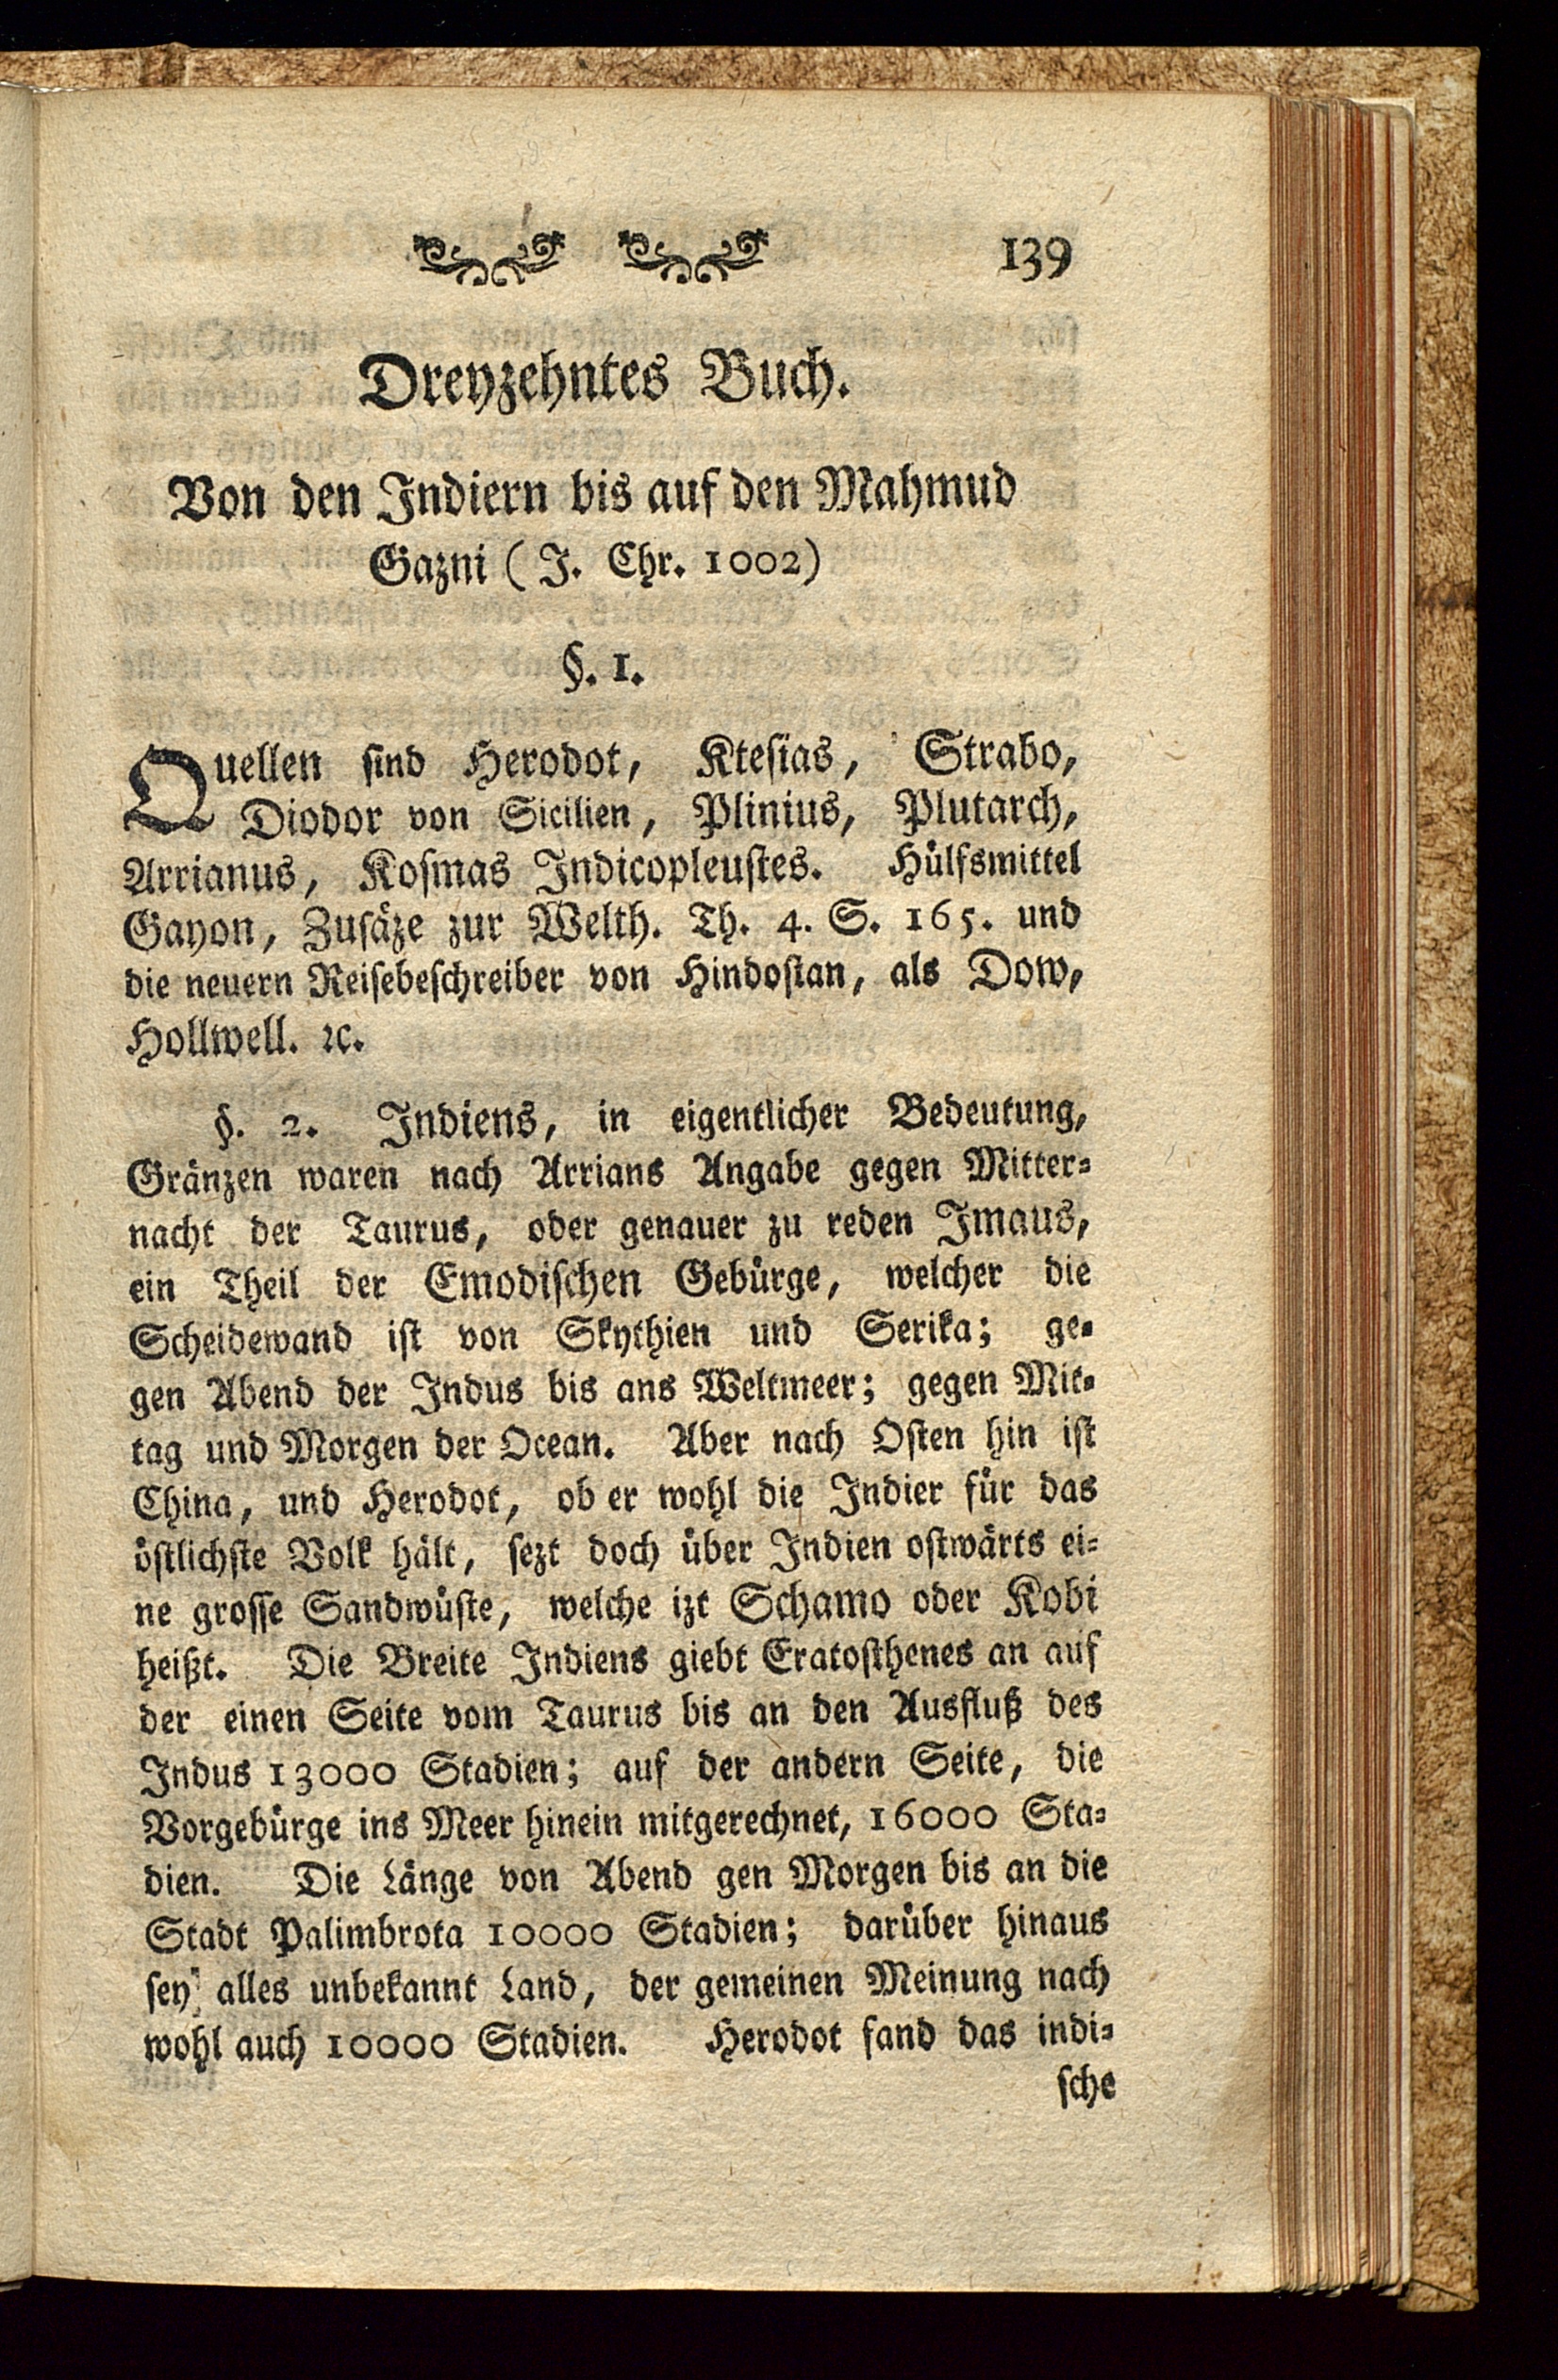 139
Dreyzehntes Buch.
Von den Indiern bis auf den Mahmud
Gazni ( J. Chr. 1002)
§. 1.
Quellen sind Herodot, Ktesias, Strabo,
Diodor von Sicilien, Plinius, Plutarch,
Arrianus, Kosmas Indicopleustes. Hülfsmittel
Gayon, Zusäze zur Welth. Th. 4. S. 165. und
die neuern Reisebeschreiber von Hindostan, als Dow,
Hollwell. ꝛc.
§. 2. Indiens, in eigentlicher Bedeutung,
Gränzen waren nach Arrians Angabe gegen Mitter-
nacht der Taurus, oder genauer zu reden Imaus,
ein Theil der Emodischen Gebürge, welcher die
Scheidewand ist von Skythien und Serika; ge-
gen Abend der Indus bis ans Weltmeer; gegen Mit-
tag und Morgen der Ocean. Aber nach Osten hin ist
China, und Herodot, ob er wohl die Indier für das
östlichste Volk hält, sezt doch über Indien ostwärts ei-
ne grosse Sandwüste, welche izt Schamo oder Kobi
heißt. Die Breite Indiens giebt Eratosthenes an auf
der einen Seite vom Taurus bis an den Ausfluß des
Indus 13000 Stadien; auf der andern Seite, die
Vorgebürge ins Meer hinein mitgerechnet, 16000 Sta-
dien. Die Länge von Abend gen Morgen bis an die
Stadt Palimbrota 10000 Stadien; darüber hinaus
sey alles unbekannt Land, der gemeinen Meinung nach
wohl auch 10000 Stadien. Herodot fand das indi-
sche